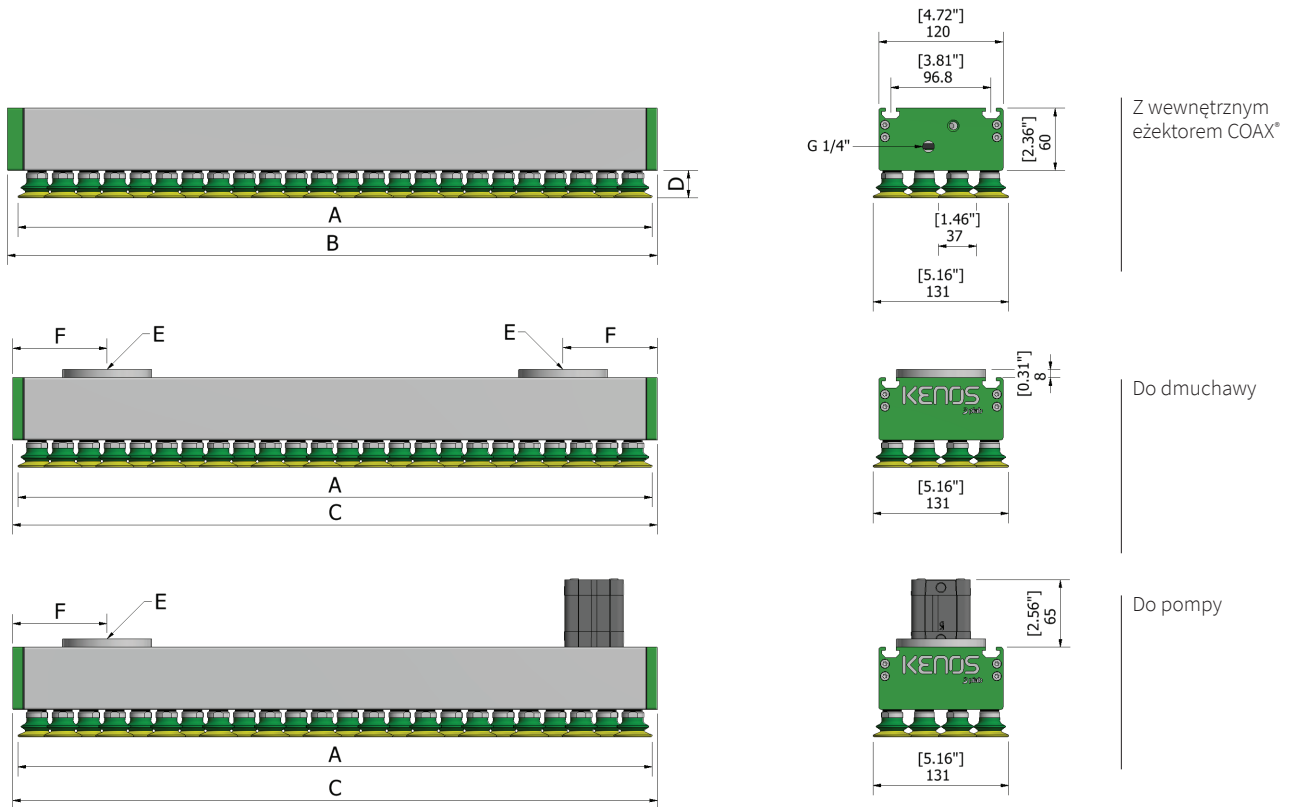 [4.72"]
120
[3.81"]
96.8
G 1/4"
[2.36"]
60
D
A
B
[1.46"]
37
[5.16"]
131
Z wewnętrznym
eżektorem COAX®
F
E
E
F
A
C
[0.31"]
8
KENOS
[5.16"]
131
Do dmuchawy
F
E
A
C
[2.56"]
65
KENOS
[5.16"]
131
Do pompy